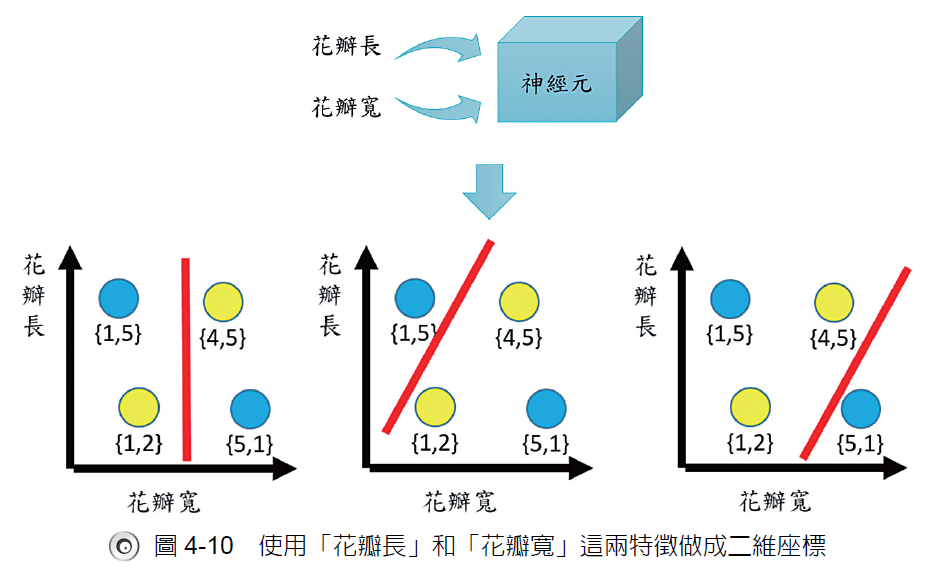 花瓣長
花瓣寬
神經元
花瓣長
{1,5}
{4,5}
{1,2}
{5,1}
花瓣寬
花瓣長
{1,5}
{4,5}
{1,2}
{5,1}
花瓣寬
花瓣長
{1,5}
{4,5}
{1,2}
{5,1}
花瓣寬
圖 4-10 使用「花瓣長」和「花瓣寬」這兩特徵做成二維座標